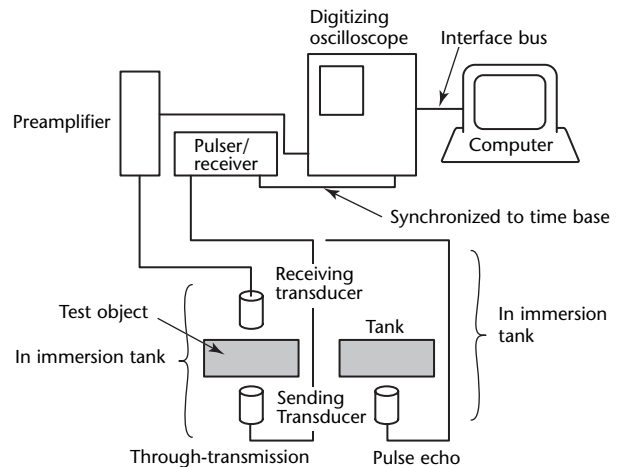 Digitizing
oscilloscope
Interface bus
Preamplifier
Pulser/
receiver
Computer
Synchronized to time base
Receiving
transducer
Test object
Tank
In immersion
tank
In immersion tank
Sending
Transducer
Through-transmission
Pulse echo